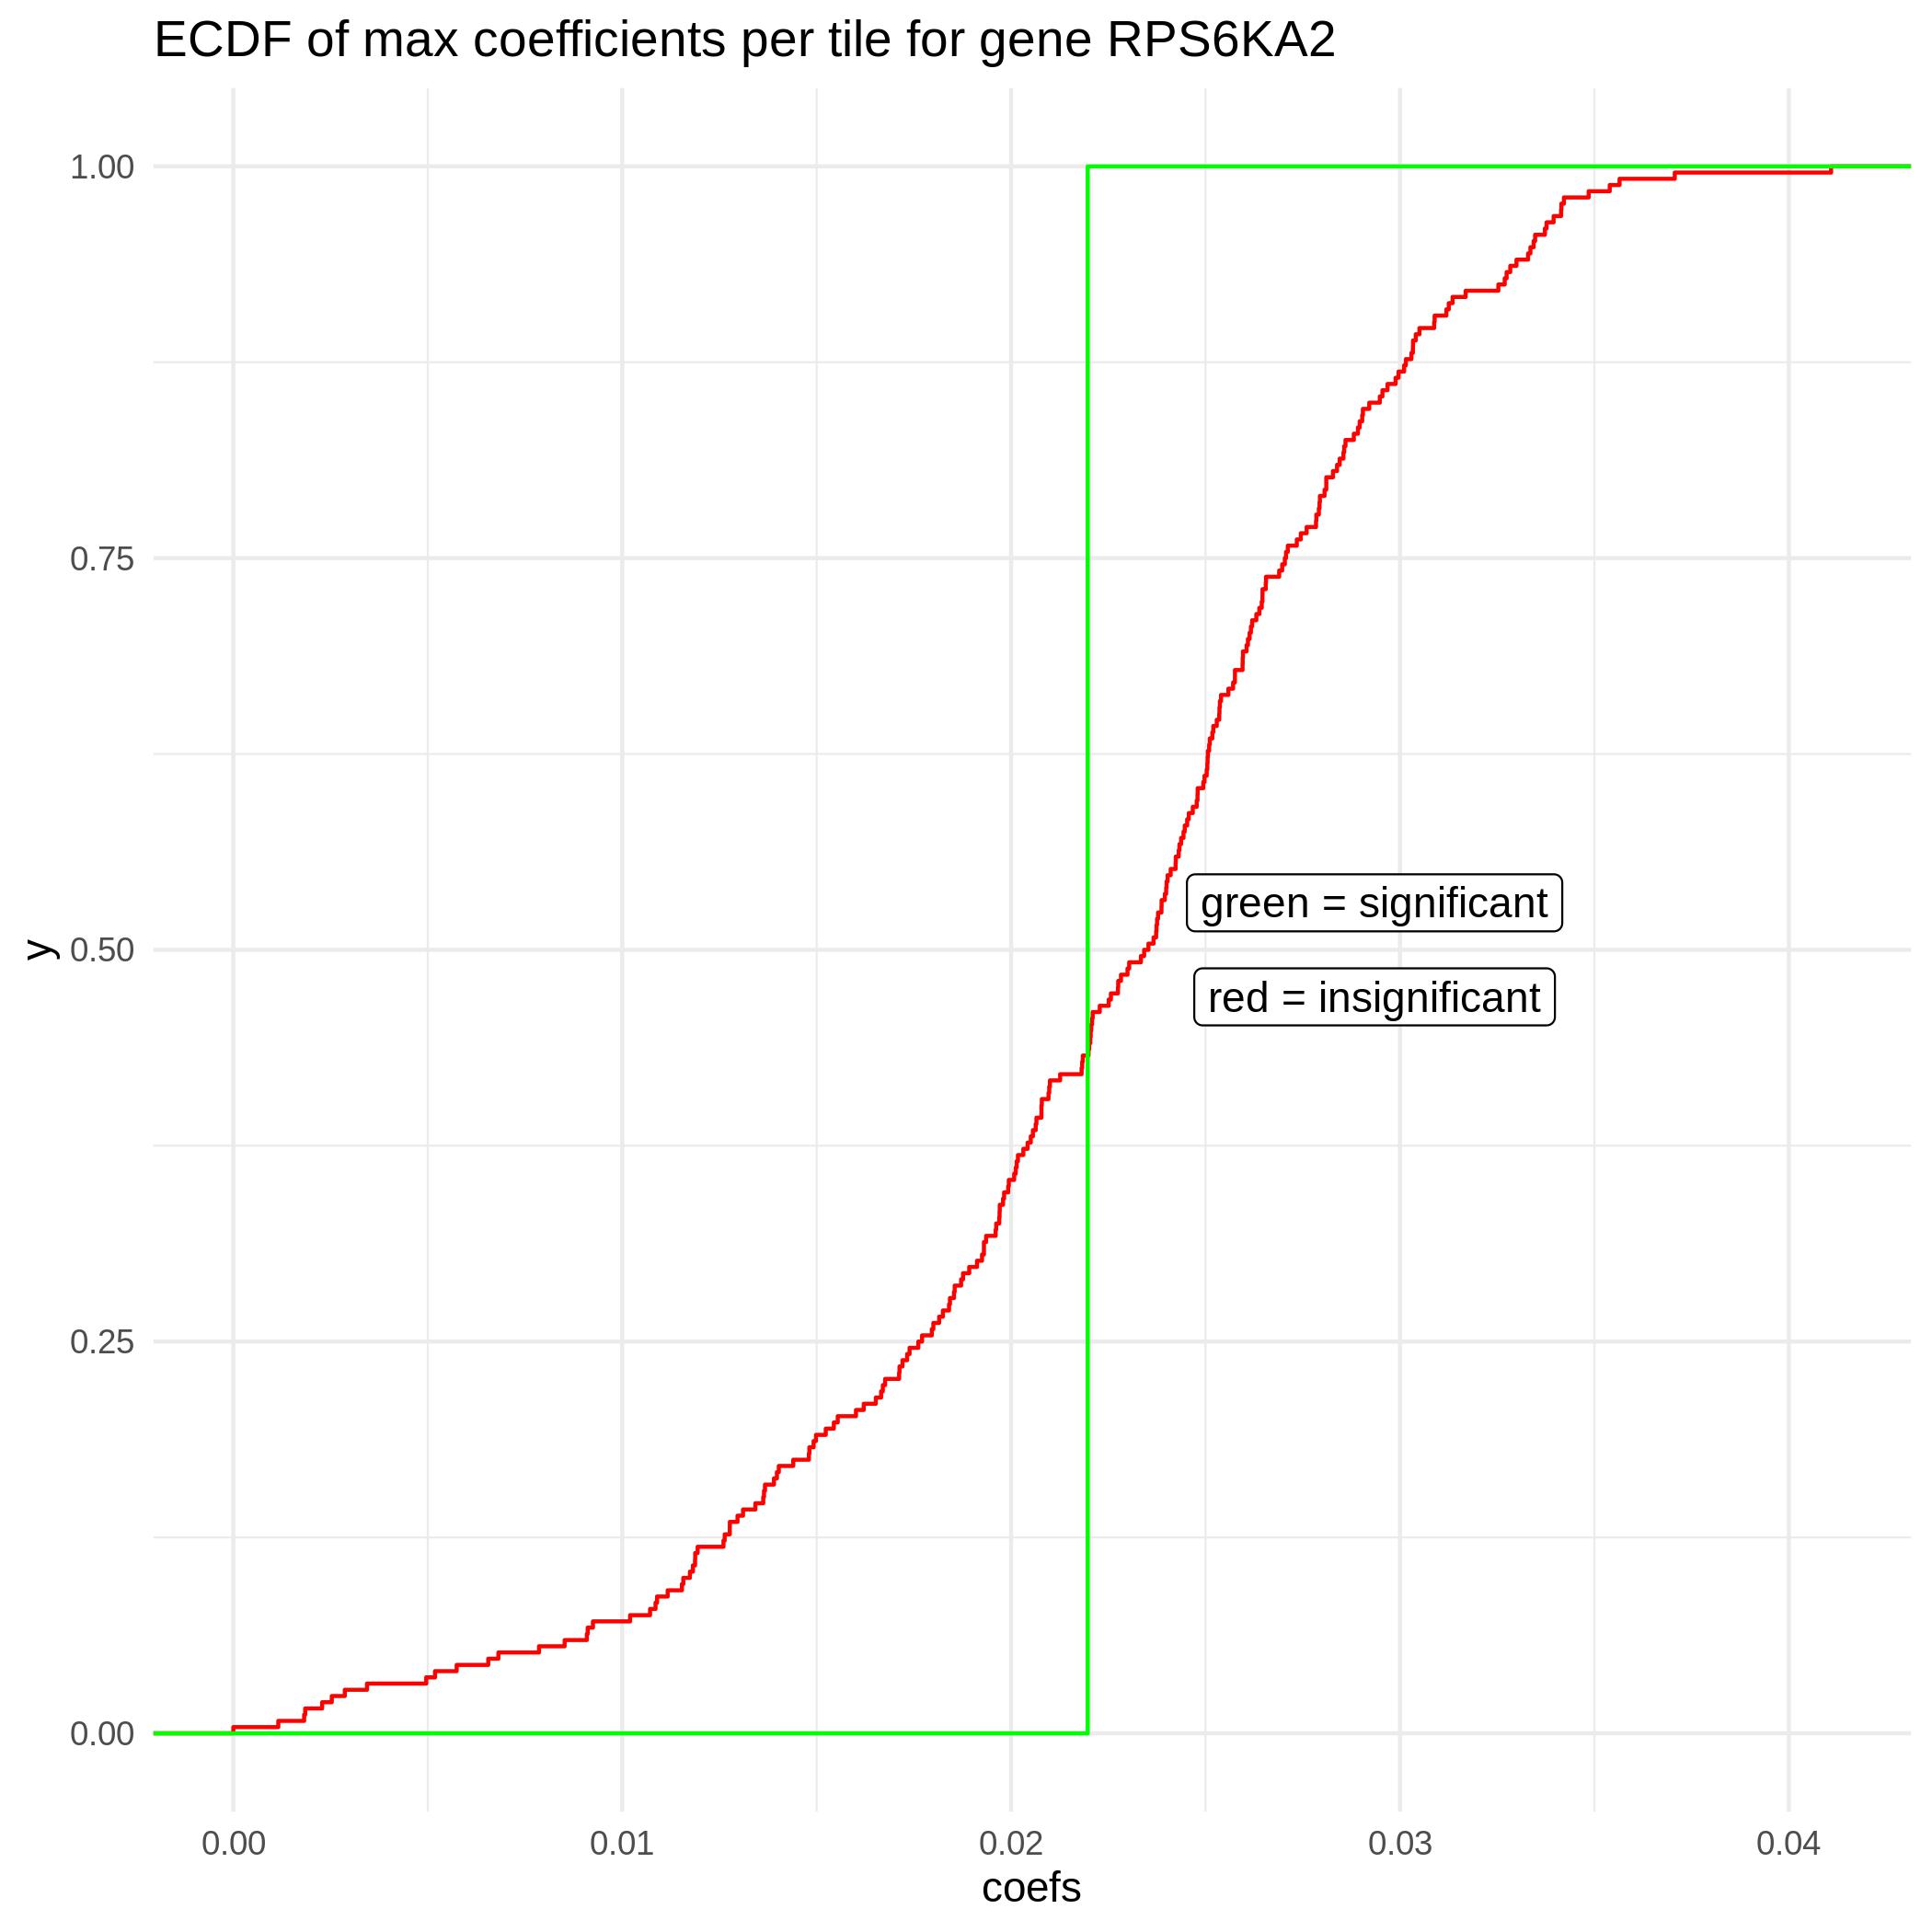 ECDF of max coefficients per tile for gene RPS6KA2
1.00
0.75
green = significant
y
0.50
red = insignificant
0.25
0.00
0.00 0.01 0.02 0.03 0.04
coefs